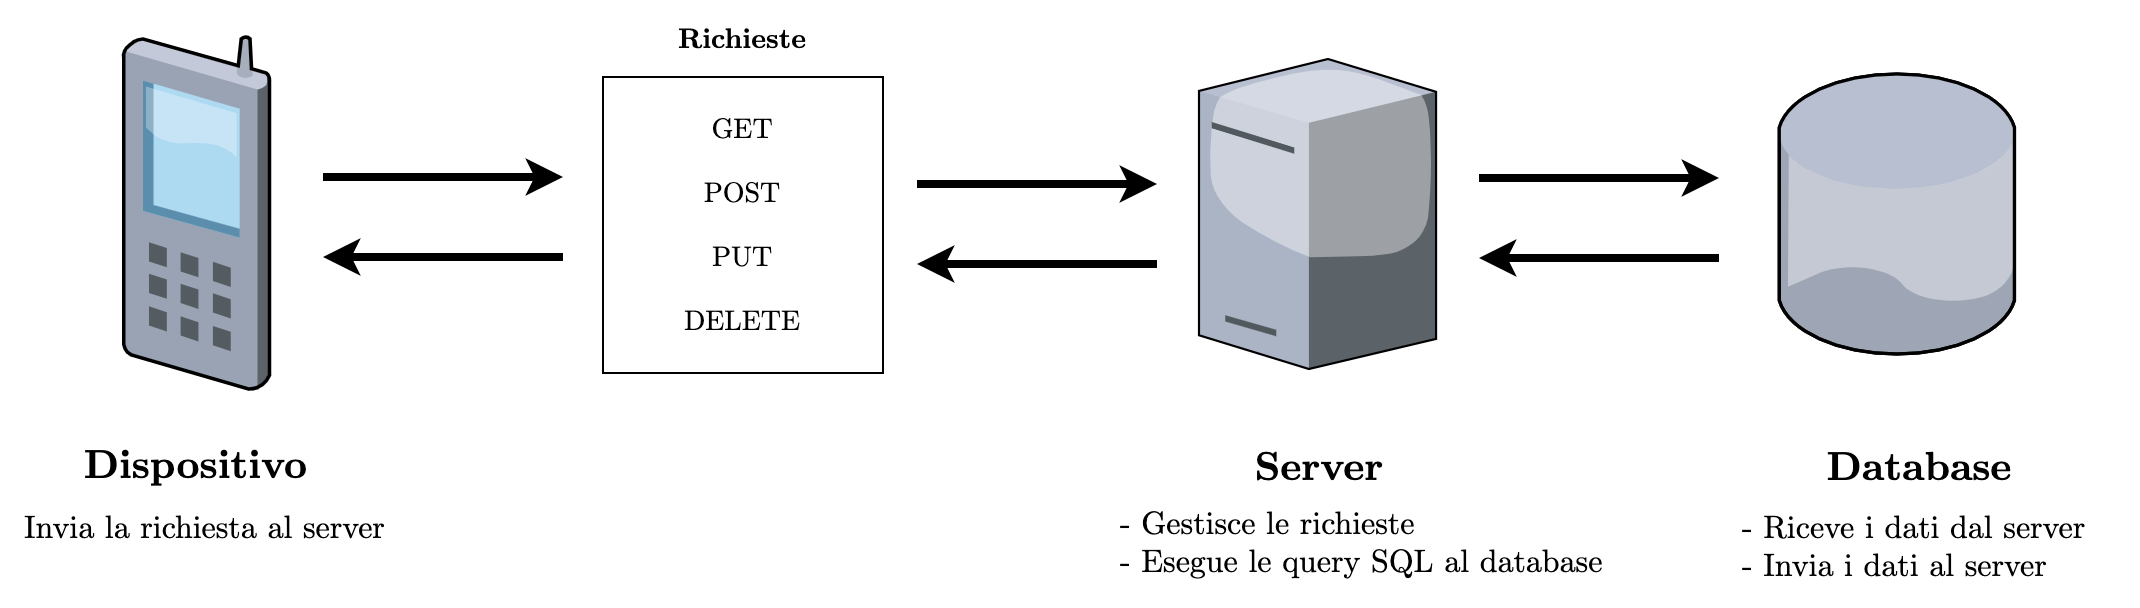 Richieste
GET
POST
PUT
DELETE
Dispositivo
Invia la richiesta al server
Server
- Gestisce le richieste
- Esegue le query SQL al database
Database
- Riceve i dati dal server
- Invia i dati al server